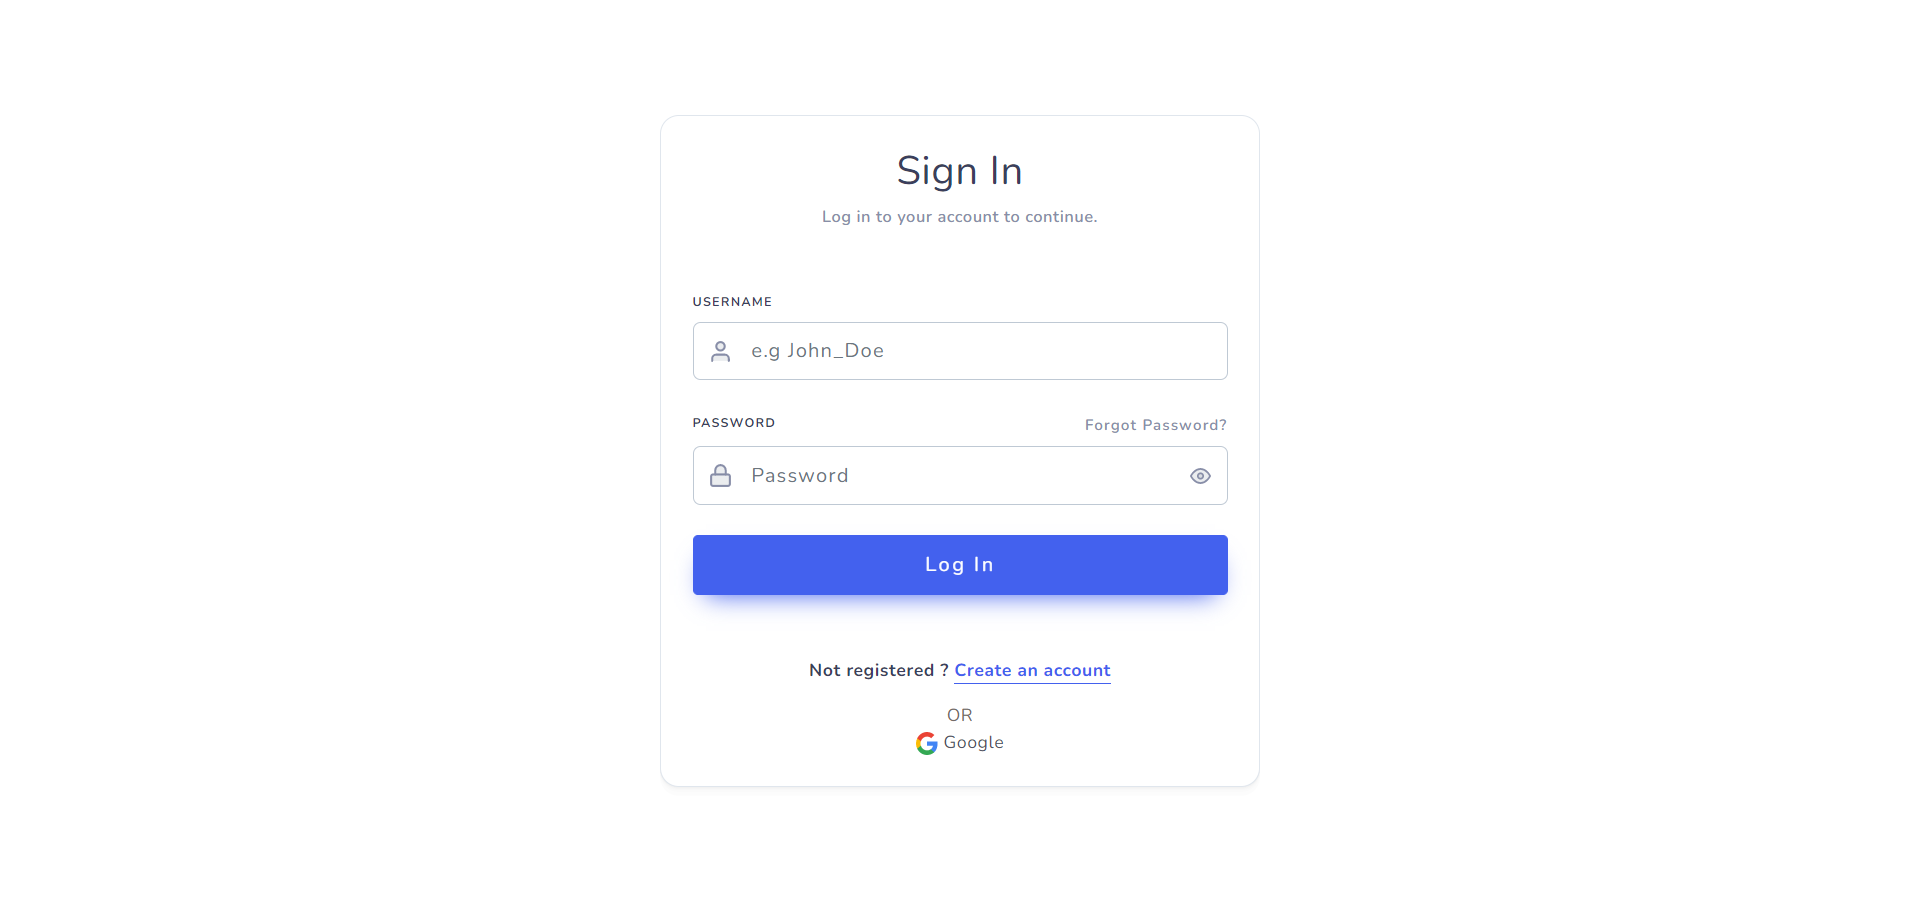 Sign In
Log in to your account to continue.
USERNAME
e.g John_Doe
PASSWORD
Forgot Password?
Password
Log In
Not registered ? Create an account
OR
Google